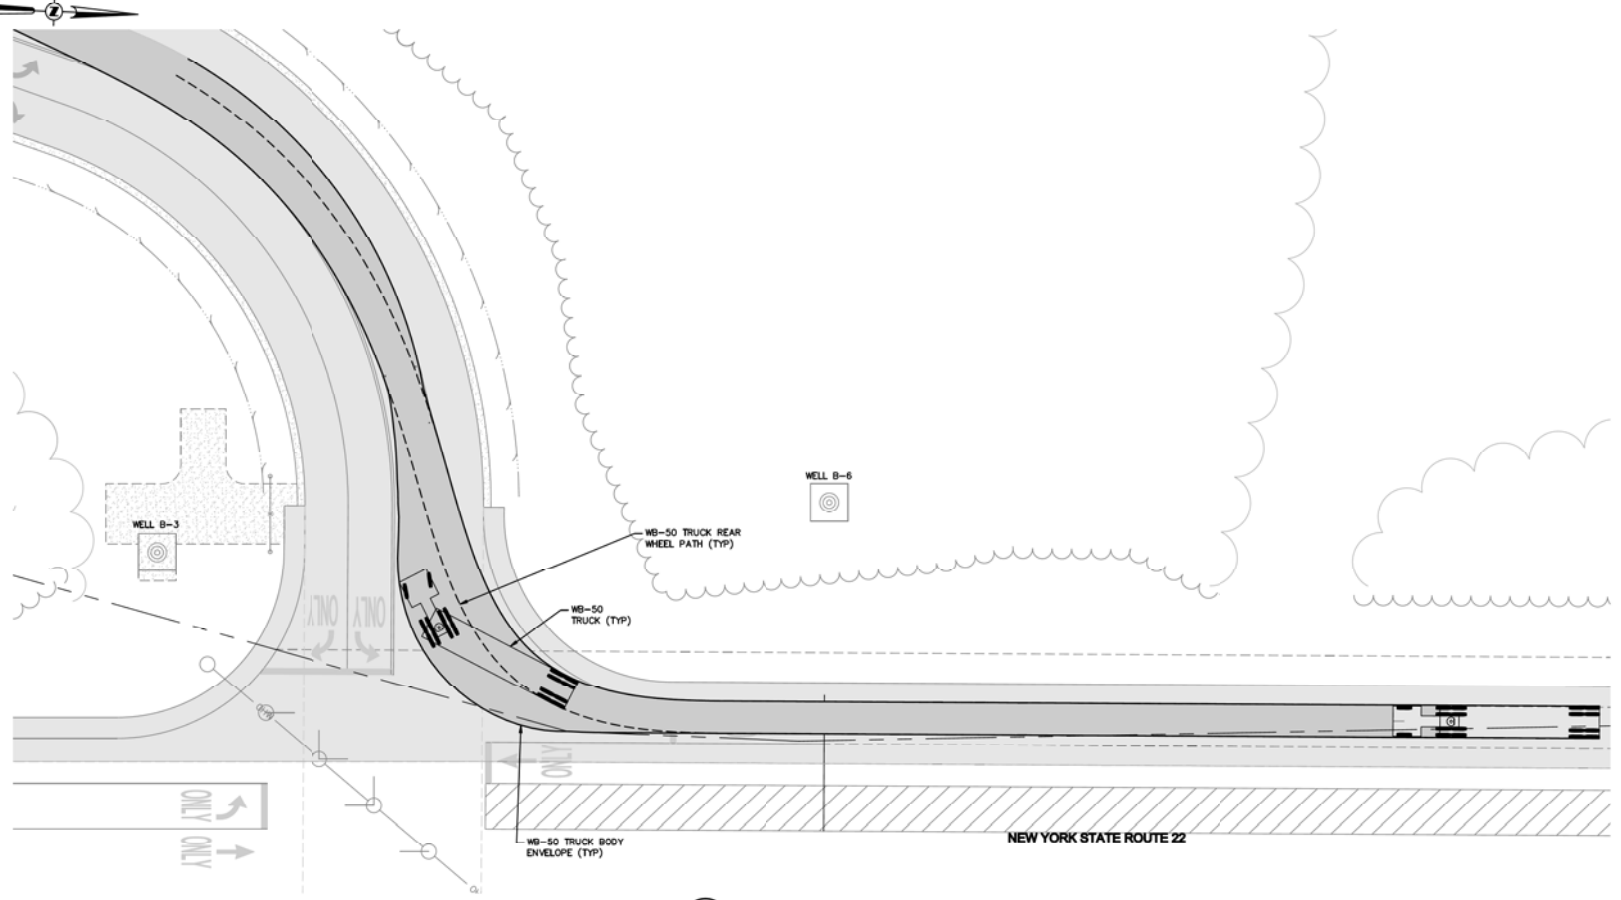 Z
WELL B-6
WELL B-3
WB-50 TRUCK REAR
WHEEL PATH (TYP)
WB-50
TRUCK (TYP)
ONLY
ONLY
ONLY
ONLY
ONLY
NEW YORK STATE ROUTE 22
WB-50 TRUCK BODY
ENVELOPE (TYP)